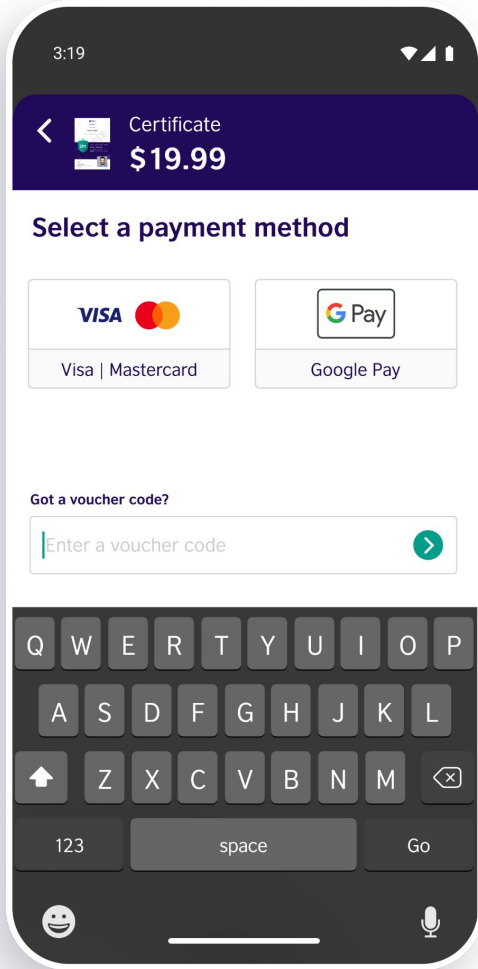 3:19
Certificate
$19.99
Select a payment method
VISA
G Pay
Visa | Mastercard
Google Pay
Got a voucher code?
Enter a voucher code
Q W E R T Y U I O P
A S D F G H J K L
Z X C V B N M
123 space Go